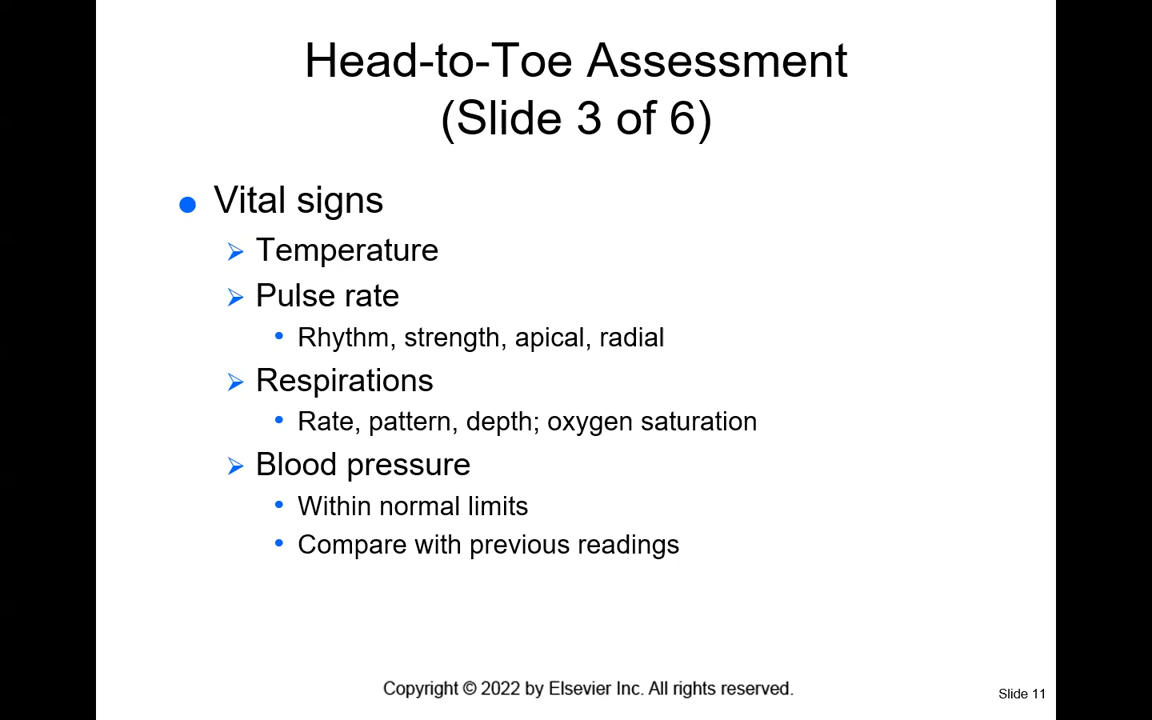 Head-to-Toe Assessment
(Slide 3 of 6)
Vital signs
Temperature
Pulse rate
Rhythm, strength, apical, radial
Respirations
Rate, pattern, depth; oxygen saturation
Blood pressure
Within normal limits
Compare with previous readings
Copyright © 2022 by Elsevier Inc. All rights reserved.
Slide 11